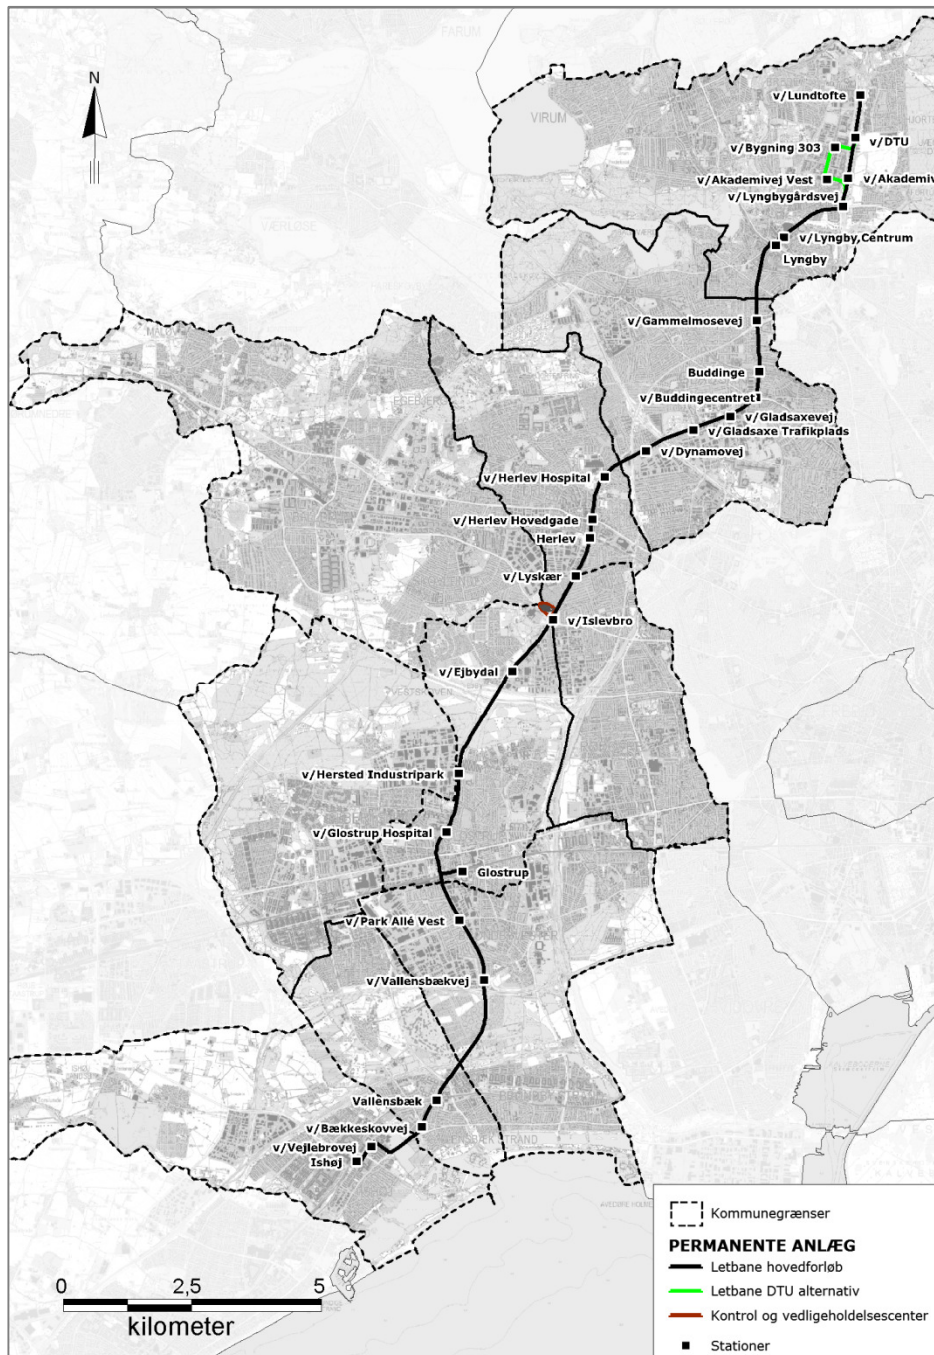 FARUM
N
v/Lundtofte
VIRUM
v/DTU
v/Bygning 303
v/Akademivej Vest
v/Akademiv
v/Lyngbygårdsvej
VÆRLØSE
v/Lyngby Centrum
Lyngby
v/Gammelmosevej
Buddinge
v/Buddingecentret
v/Gladsaxevej
v/Gladsaxe Trafikplads
v/Dynamovej
v/Herlev Hospital
v/Herlev Hovedgade
Herlev
v/Lyskær
v/Islevbro
v/Ejbydal
v/Hersted Industripark
v/Glostrup Hospital
Glostrup
v/Park Allé Vest
v/Vallensbækvej
Vallensbæk
v/Bækkeskovvej
v/Vejlebrovej
Ishøj
Kommunegrænser
PERMANENTE ANLÆG
Letbane hovedforløb
Letbane DTU alternativ
Kontrol og vedligeholdelsescenter
Stationer
0 2,5 5
kilometer